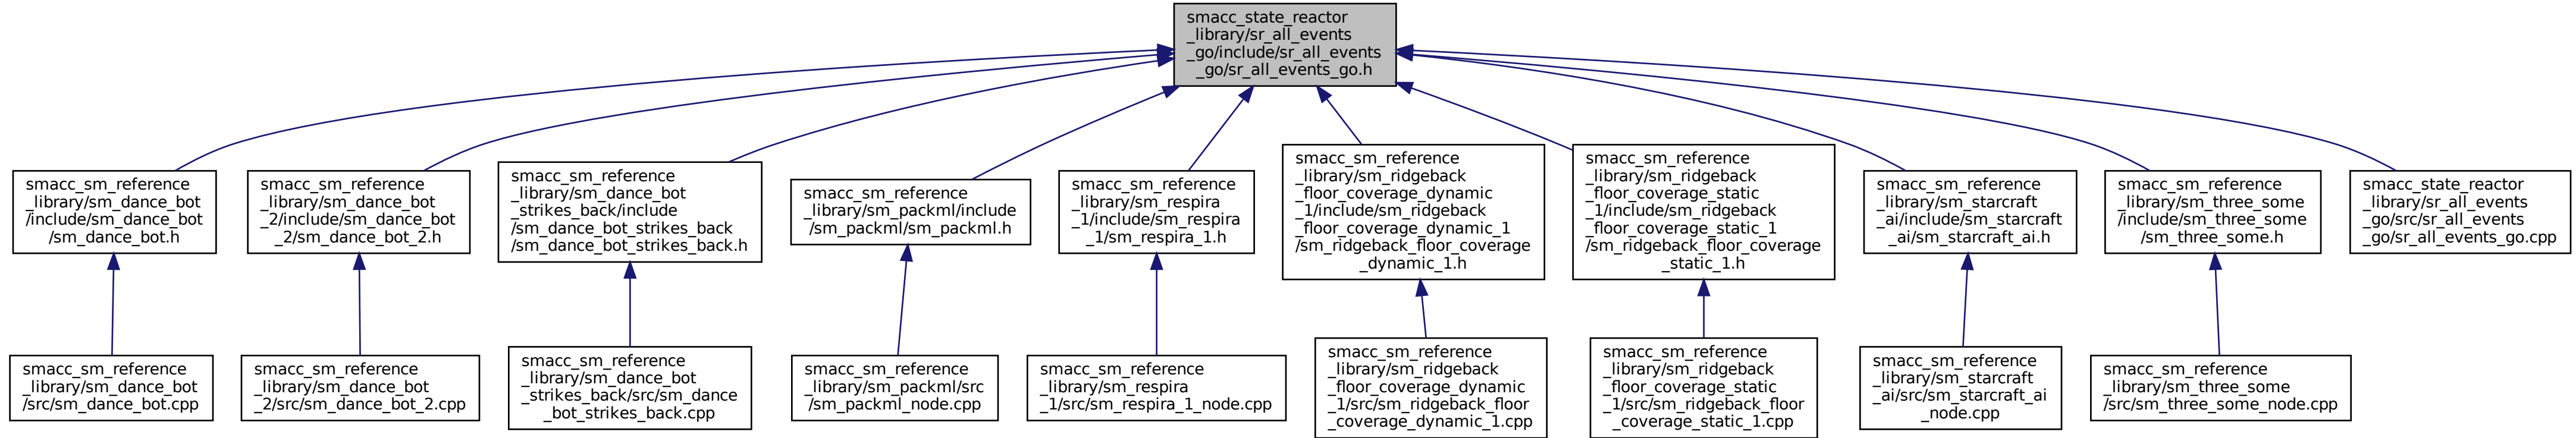 smacc_state_reactor
_library/sr_all_events
_go/include/sr_all_events
_go/sr_all_events_go.h
smacc_sm_reference
_library/sm_dance_bot
/include/sm_dance_bot
/sm_dance_bot.h
smacc_sm_reference
_library/sm_dance_bot
_2/include/sm_dance_bot
_2/sm_dance_bot_2.h
smacc_sm_reference
_library/sm_dance_bot
_strikes_back/include
/sm_dance_bot_strikes_back
/sm_dance_bot_strikes_back.h
smacc_sm_reference
_library/sm_packml/include
/sm_packml/sm_packml.h
smacc_sm_reference
_library/sm_respira
_1/include/sm_respira
_1/sm_respira_1.h
smacc_sm_reference
_library/sm_ridgeback
_floor_coverage_dynamic
_1/include/sm_ridgeback
_floor_coverage_dynamic_1
/sm_ridgeback_floor_coverage
_dynamic_1.h
smacc_sm_reference
_library/sm_ridgeback
_floor_coverage_static
_1/include/sm_ridgeback
_floor_coverage_static_1
/sm_ridgeback_floor_coverage
_static_1.h
smacc_sm_reference
_library/sm_starcraft
_ai/include/sm_starcraft
_ai/sm_starcraft_ai.h
smacc_sm_reference
_library/sm_three_some
/include/sm_three_some
/sm_three_some.h
smacc_state_reactor
_library/sr_all_events
_go/src/sr_all_events
_go/sr_all_events_go.cpp
smacc_sm_reference
_library/sm_dance_bot
/src/sm_dance_bot.cpp
smacc_sm_reference
_library/sm_dance_bot
_2/src/sm_dance_bot_2.cpp
smacc_sm_reference
_library/sm_dance_bot
_strikes_back/src/sm_dance
_bot_strikes_back.cpp
smacc_sm_reference
_library/sm_packml/src
/sm_packml_node.cpp
smacc_sm_reference
_library/sm_respira
_1/src/sm_respira_1_node.cpp
smacc_sm_reference
_library/sm_ridgeback
_floor_coverage_dynamic
_1/src/sm_ridgeback_floor
_coverage_dynamic_1.cpp
smacc_sm_reference
_library/sm_ridgeback
_floor_coverage_static
_1/src/sm_ridgeback_floor
_coverage_static_1.cpp
smacc_sm_reference
_library/sm_starcraft
_ai/src/sm_starcraft_ai
_node.cpp
smacc_sm_reference
_library/sm_three_some
/src/sm_three_some_node.cpp